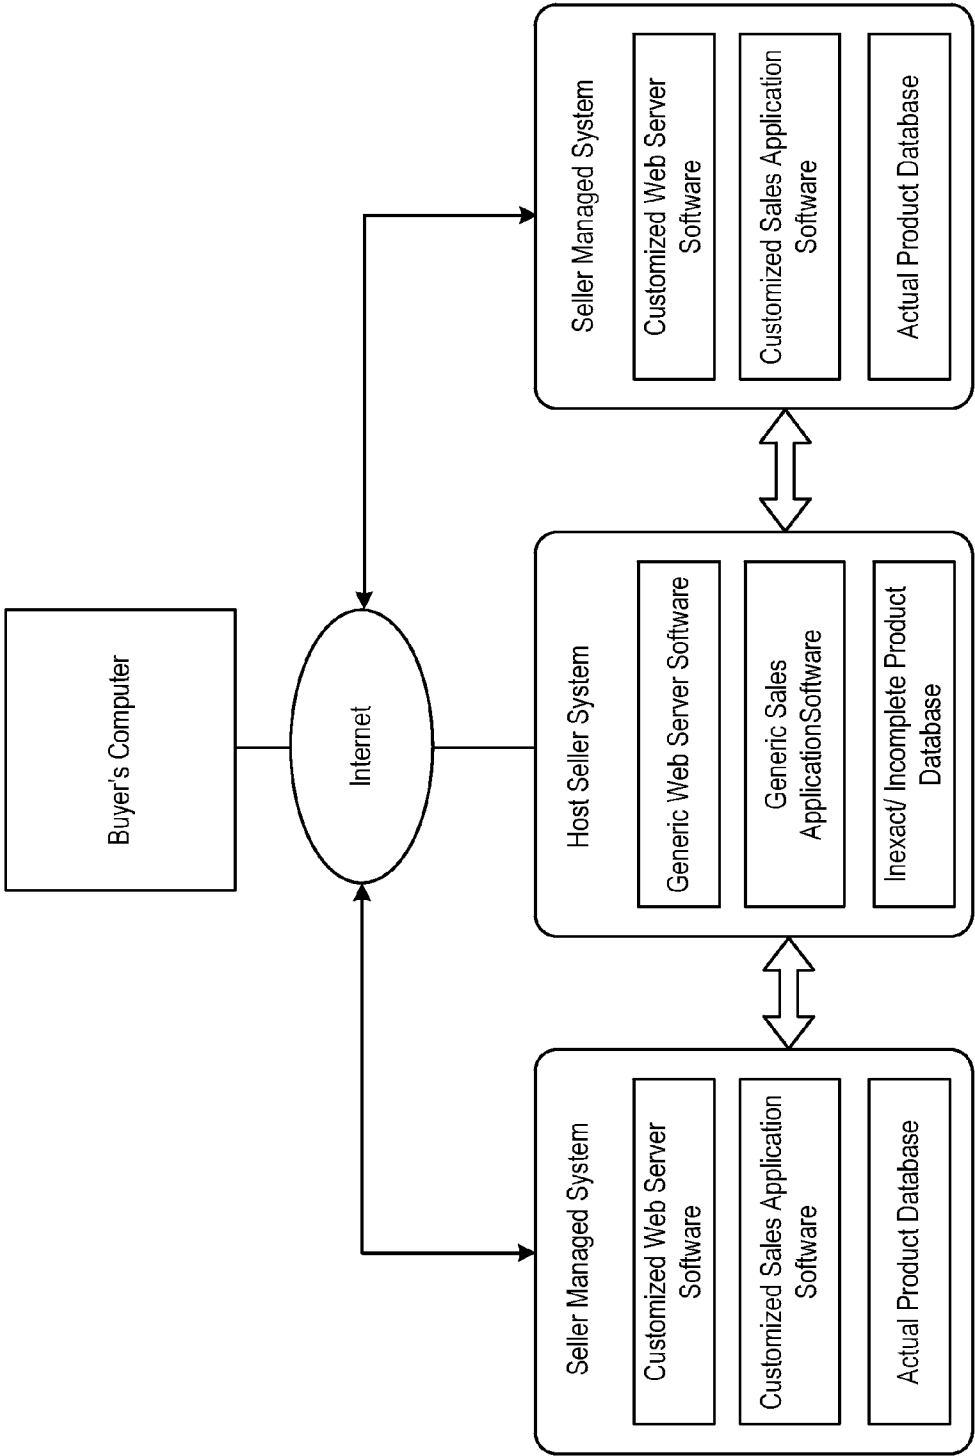 Buyer's Computer
Internet
Seller Managed System
Customized Web Server
Software
Customized Sales Application
Software
Actual Product Database
Host Seller System
Generic Web Server Software
Generic Sales
ApplicationSoftware
Inexact/ Incomplete Product
Database
Seller Managed System
Customized Web Server
Software
Customized Sales Application
Software
Actual Product Database